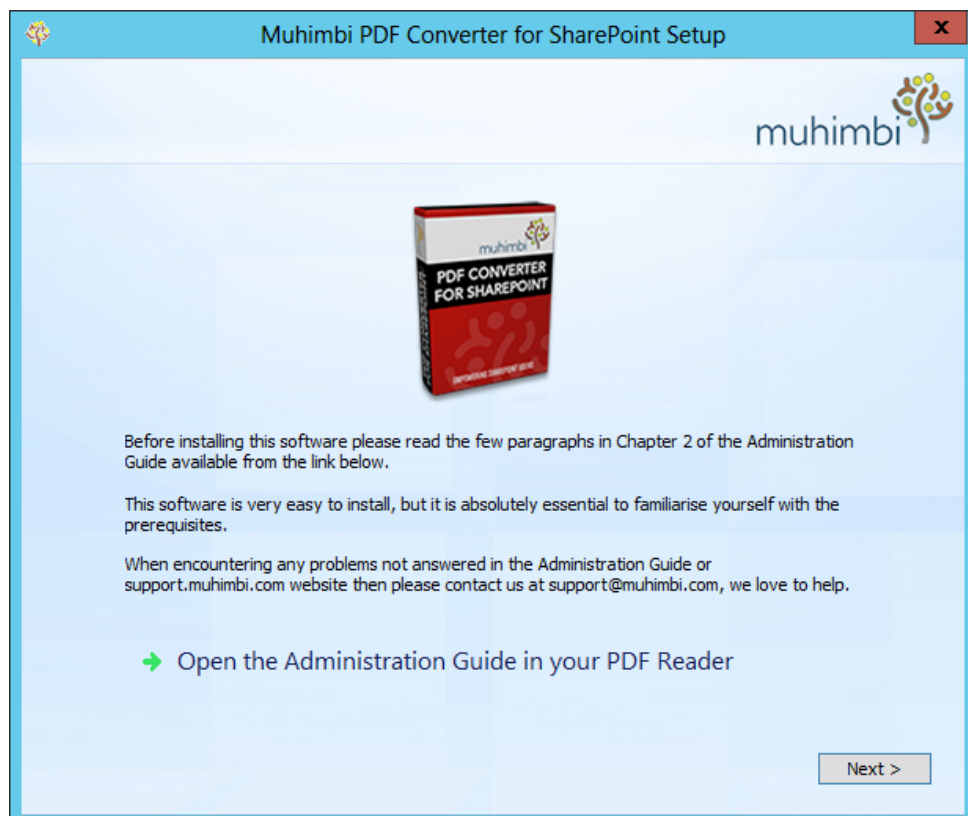 Muhimbi PDF Converter for SharePoint Setup
x
muhimbi
muhimbi
PDF CONVERTER
FOR SHAREPOINT
Before installing this software please read the few paragraphs in Chapter 2 of the Administration
Guide available from the link below.
This software is very easy to install, but it is absolutely essential to familiarise yourself with the
prerequisites.
When encountering any problems not answered in the Administration Guide or
support.muhimbi.com website then please contact us at support@muhimbi.com, we love to help.
Open the Administration Guide in your PDF Reader
Next >